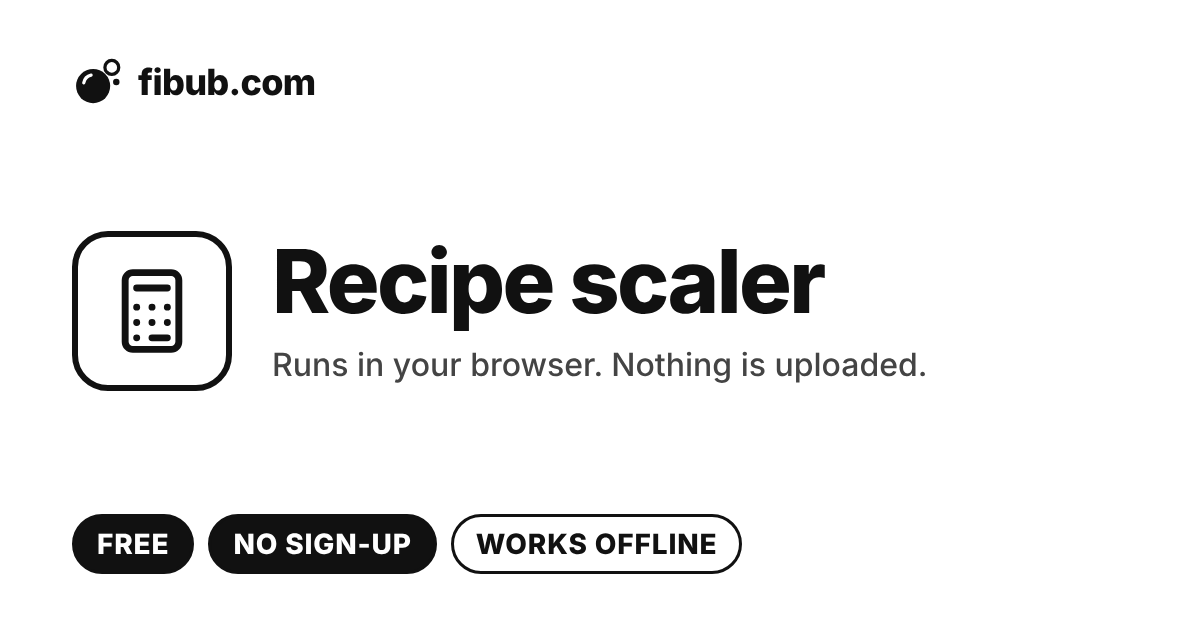 fibub.com
Recipe scaler
Runs in your browser. Nothing is uploaded.
FREE
NO SIGN-UP
WORKS OFFLINE